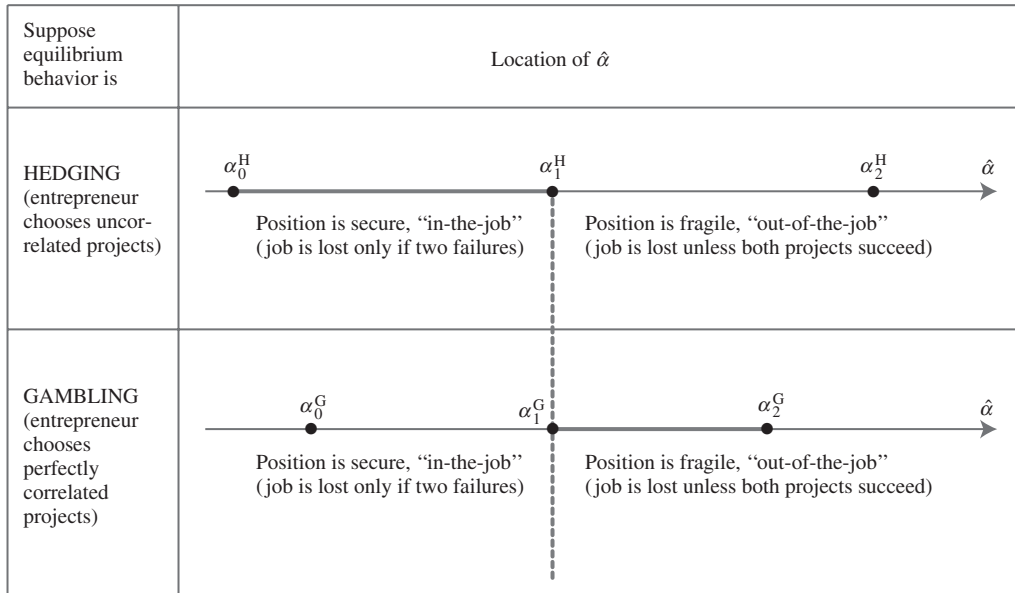 Suppose
equilibrium
behavior is
Location of α̂
HEDGING
(entrepreneur
chooses uncor-
related projects)
α₀ᴴ α₁ᴴ α₂ᴴ α̂
Position is secure, “in-the-job”
(job is lost only if two failures)
Position is fragile, “out-of-the-job”
(job is lost unless both projects succeed)
GAMBLING
(entrepreneur
chooses
perfectly
correlated
projects)
α₀ᴳ α₁ᴳ α₂ᴳ α̂
Position is secure, “in-the-job”
(job is lost only if two failures)
Position is fragile, “out-of-the-job”
(job is lost unless both projects succeed)